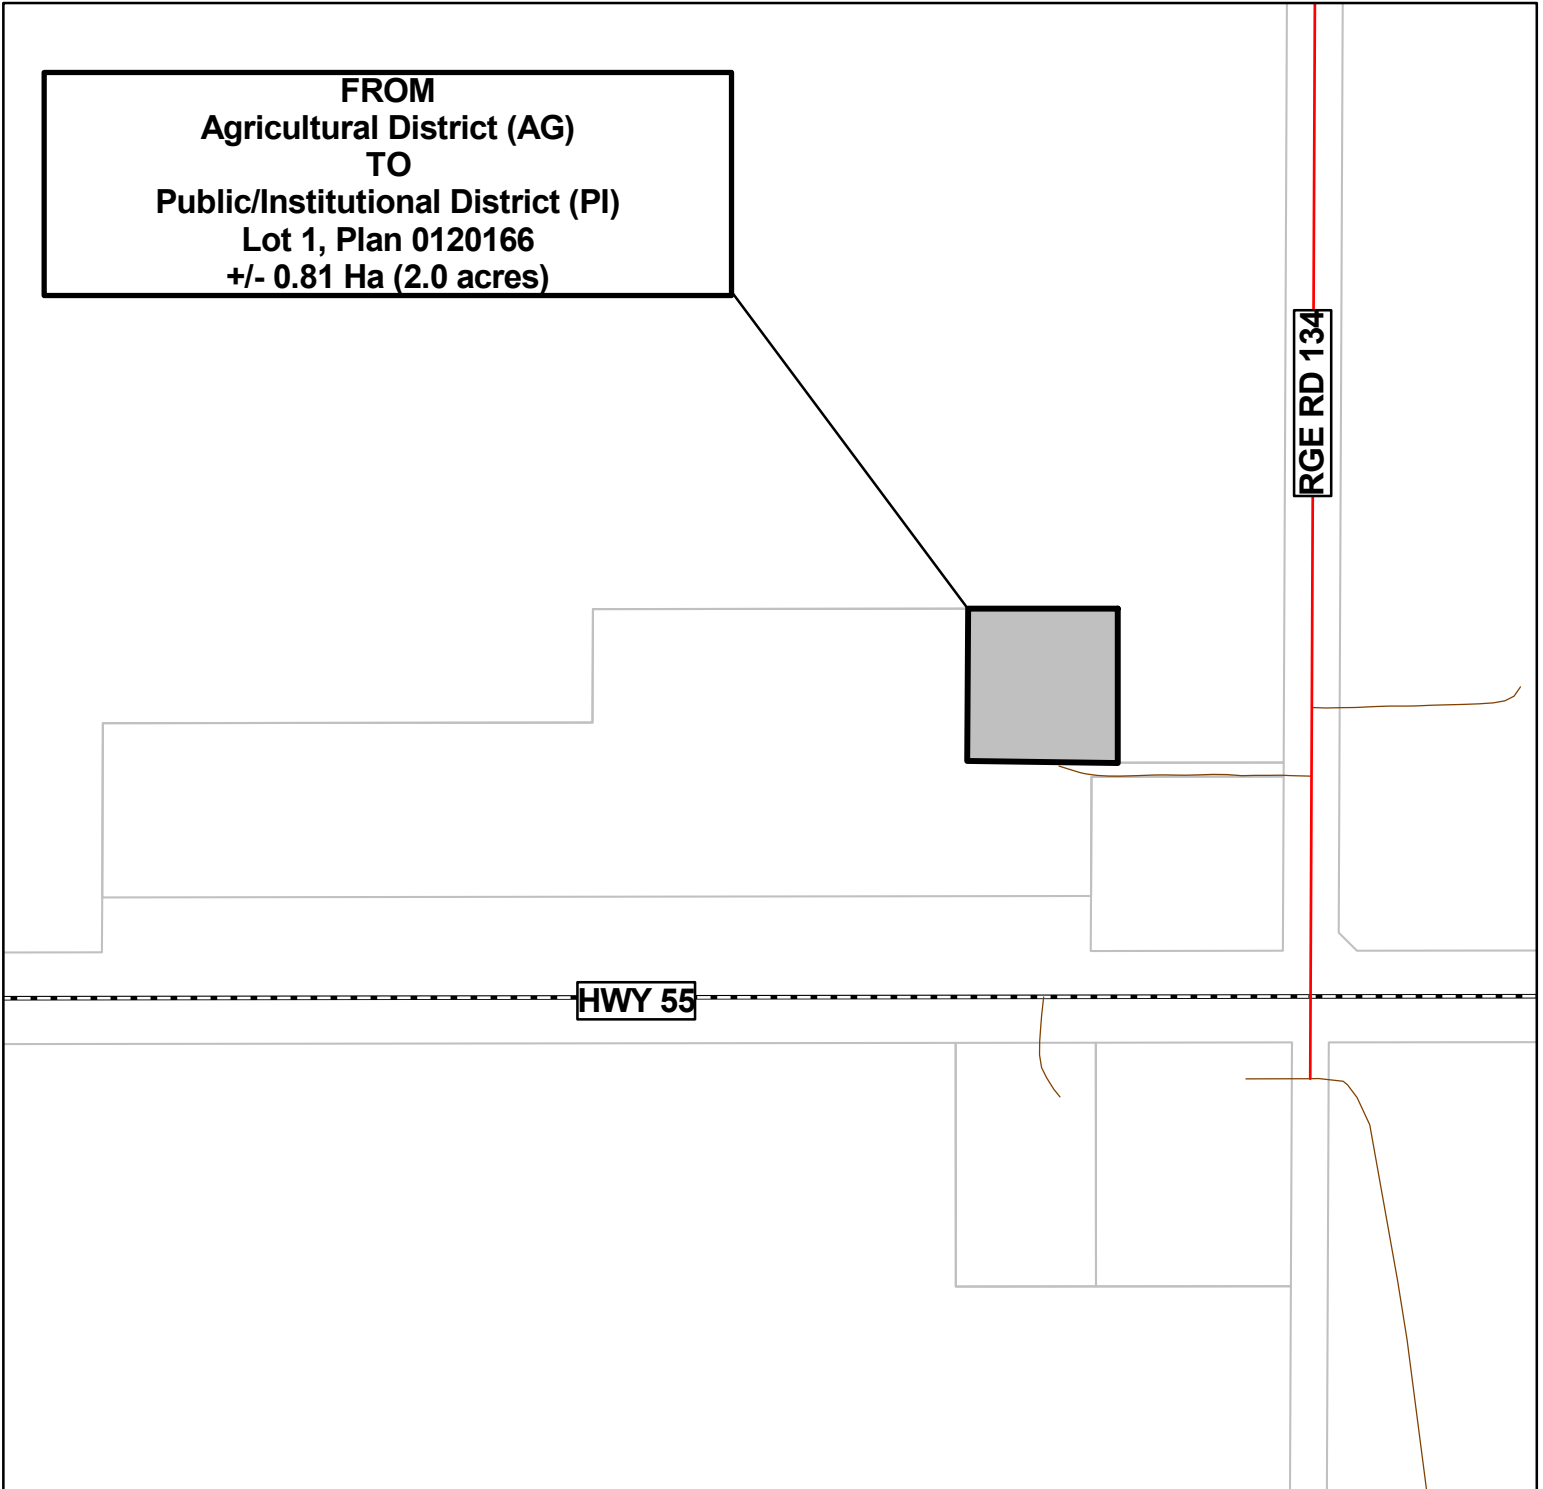 FROM
Agricultural District (AG)
TO
Public/Institutional District (PI)
Lot 1, Plan 0120166
+/- 0.81 Ha (2.0 acres)
RGE RD 134
HWY 55